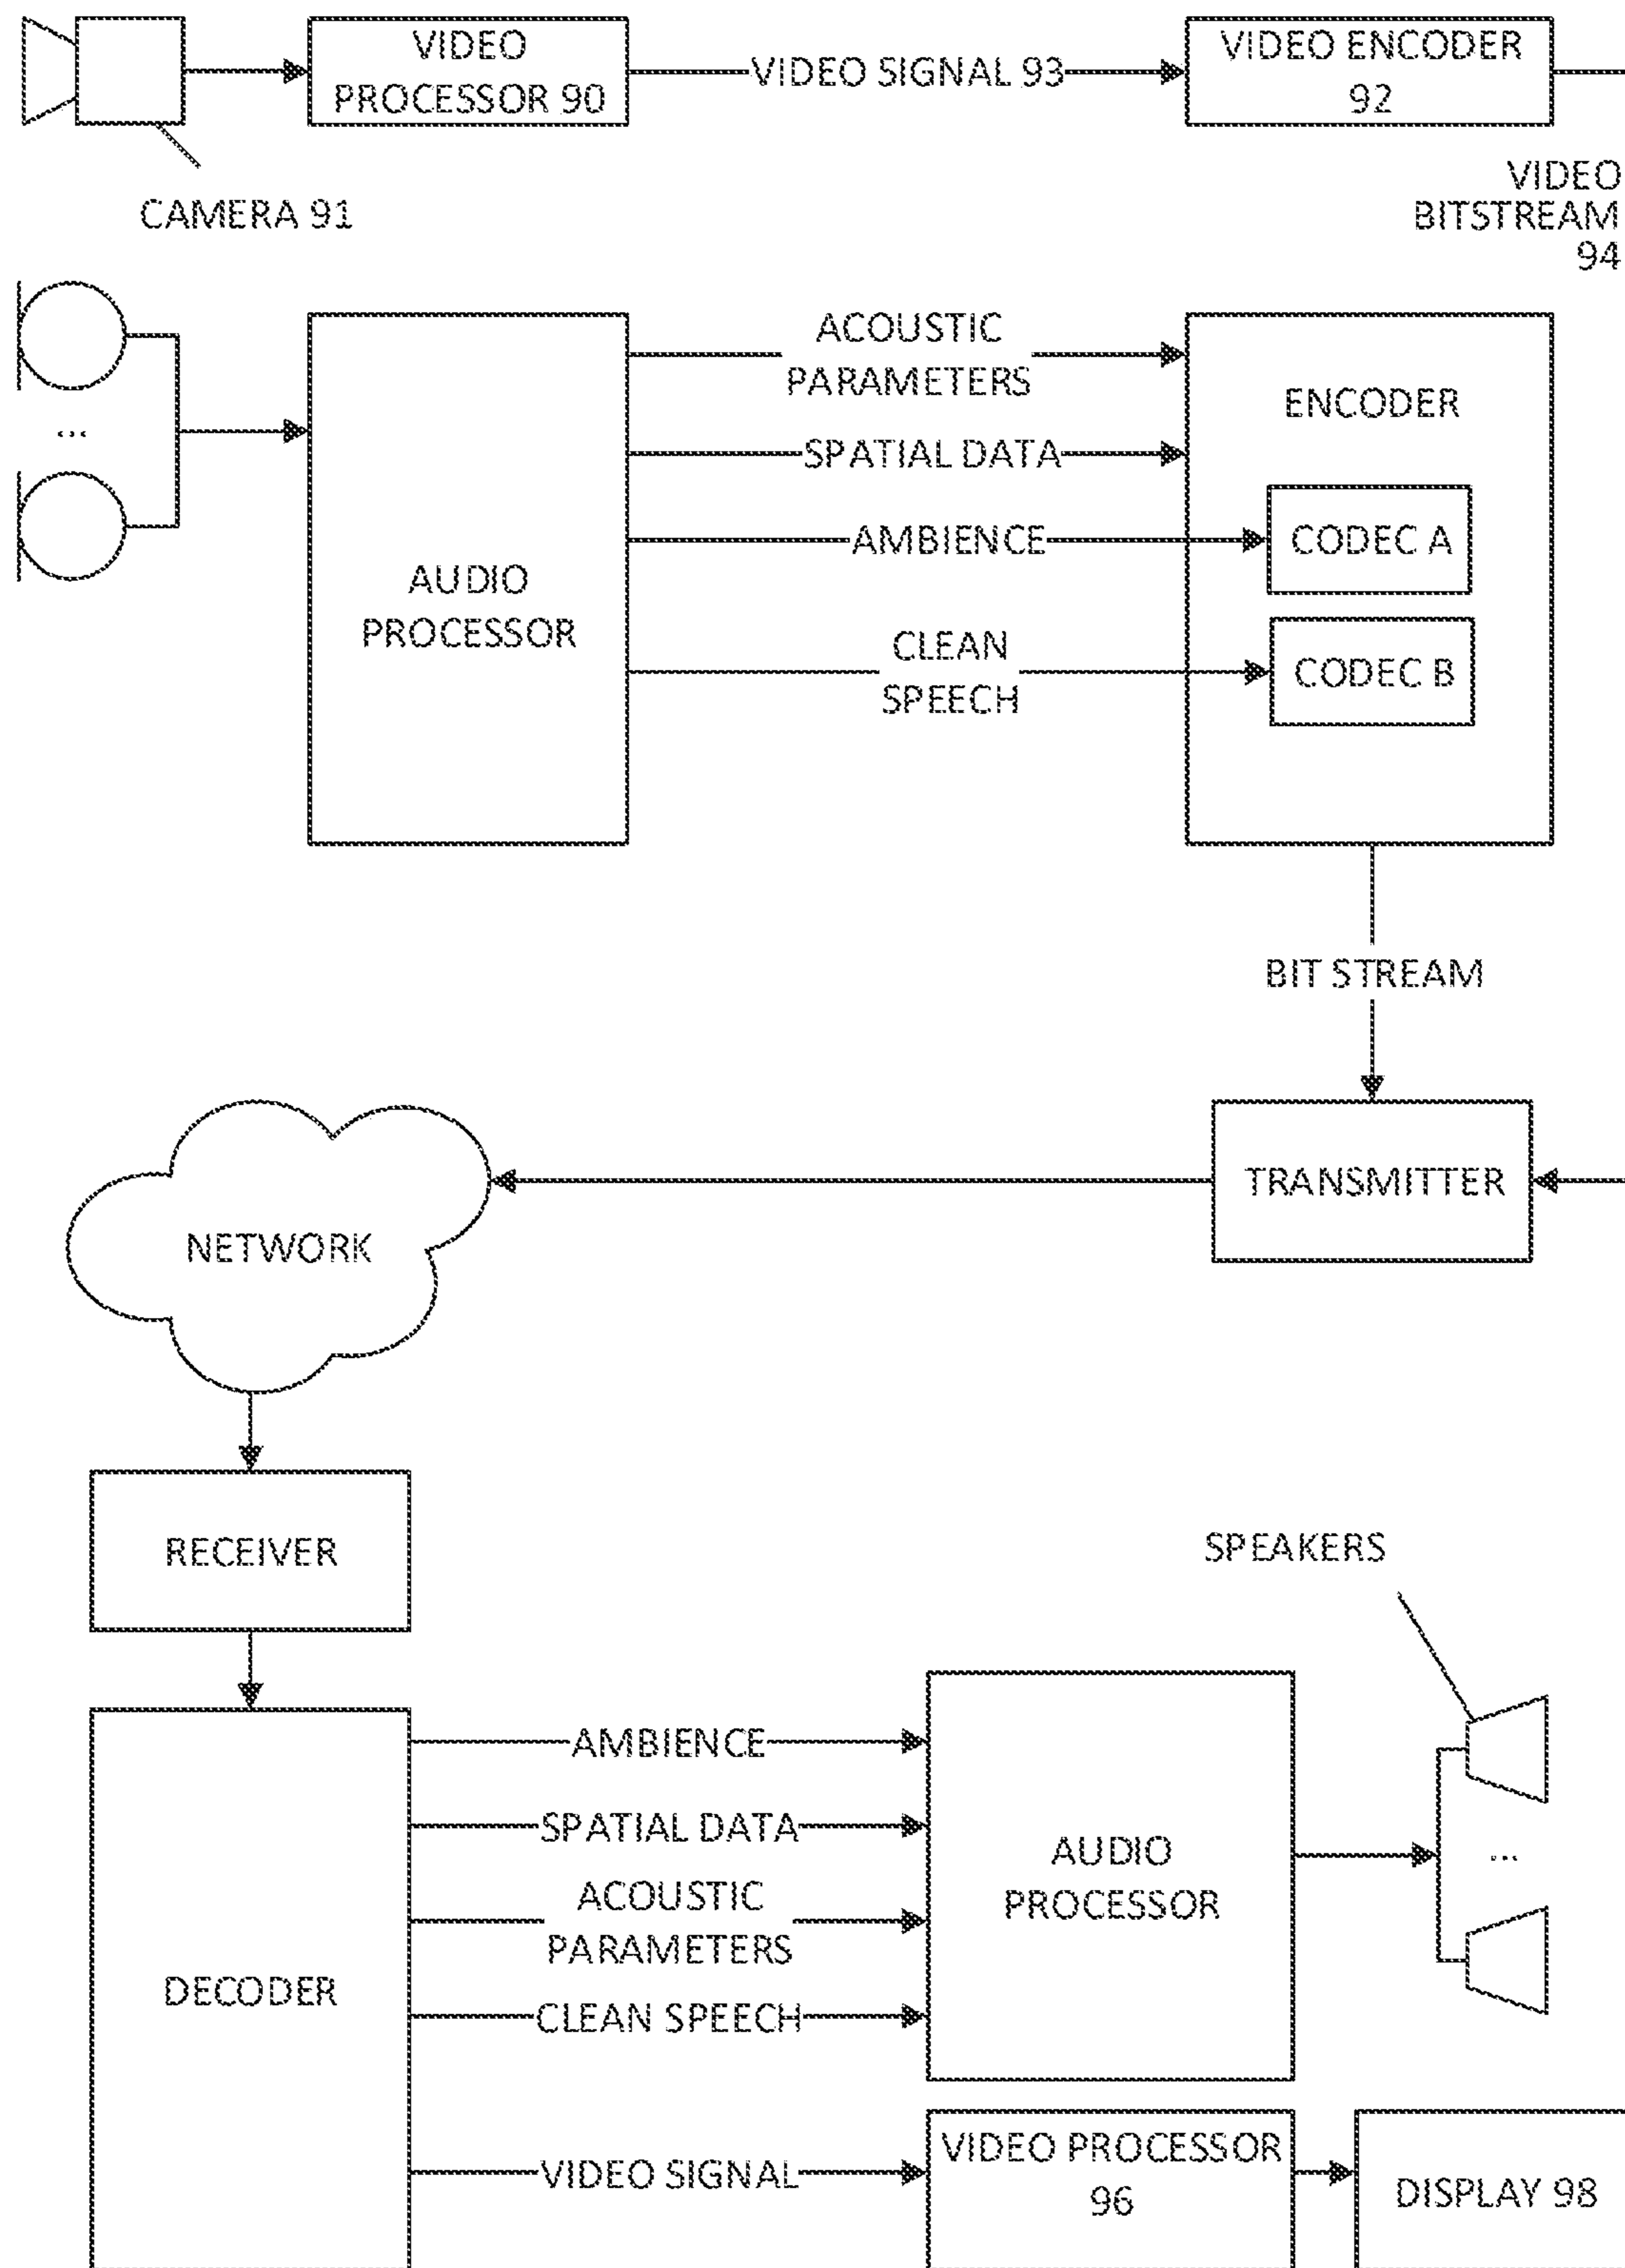 VIDEO
PROCESSOR 90
VIDEO SIGNAL 93
VIDEO ENCODER
92
CAMERA 91
VIDEO
BITSTREAM
94
ACOUSTIC
PARAMETERS
ENCODER
SPATIAL DATA
...
AMBIENCE
CODEC A
AUDIO
PROCESSOR
CLEAN
SPEECH
CODEC B
BIT STREAM
TRANSMITTER
NETWORK
RECEIVER
SPEAKERS
AMBIENCE
SPATIAL DATA
ACOUSTIC
PARAMETERS
CLEAN SPEECH
DECODER
AUDIO
PROCESSOR
...
VIDEO SIGNAL
VIDEO PROCESSOR
96
DISPLAY 98